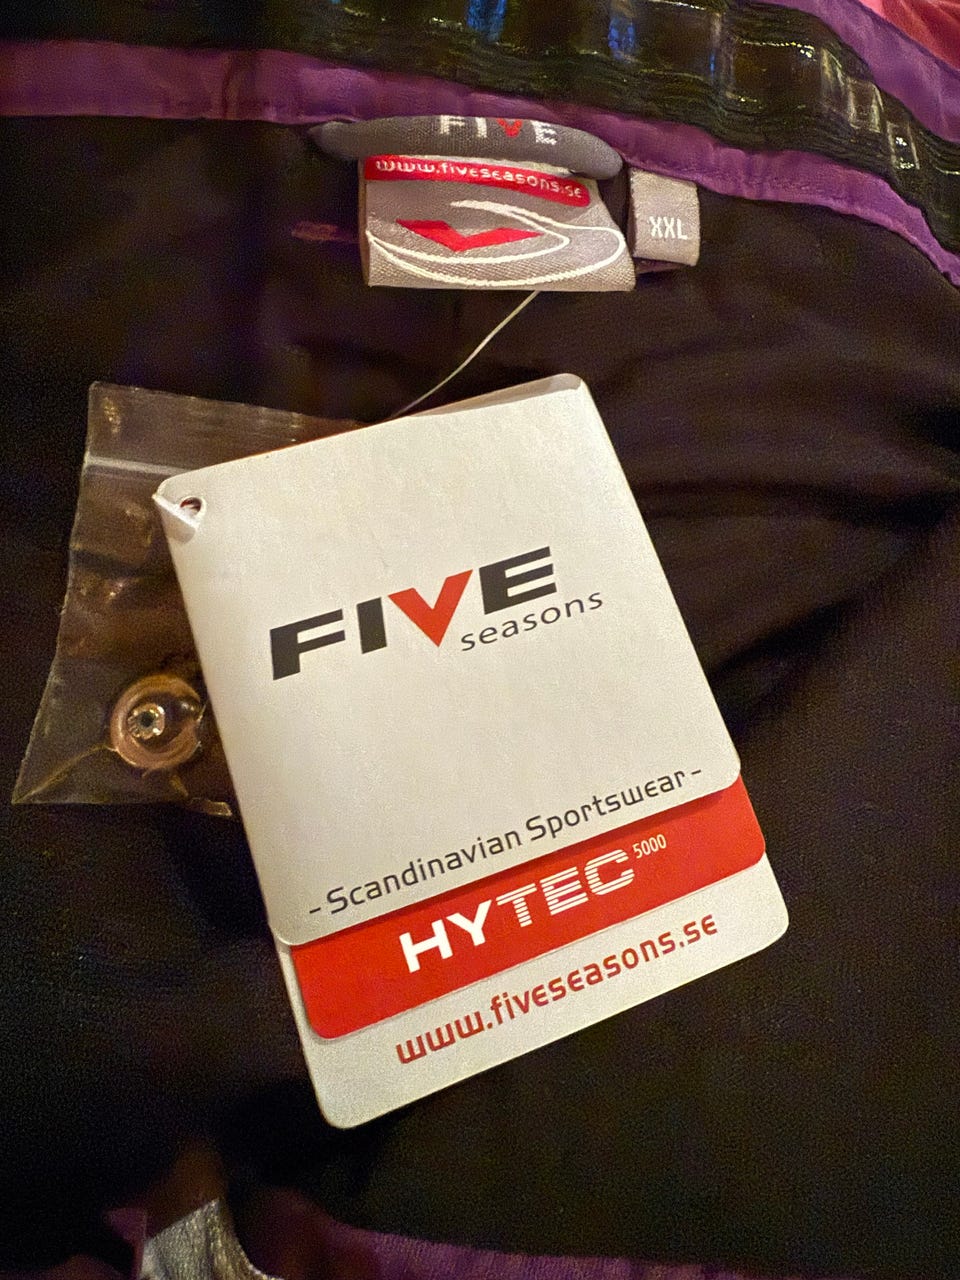 FIVE
www.fiveseasons.se
XXL
FIVE
seasons
- Scandinavian Sportswear -
HYTEC 5000
www.fiveseasons.se